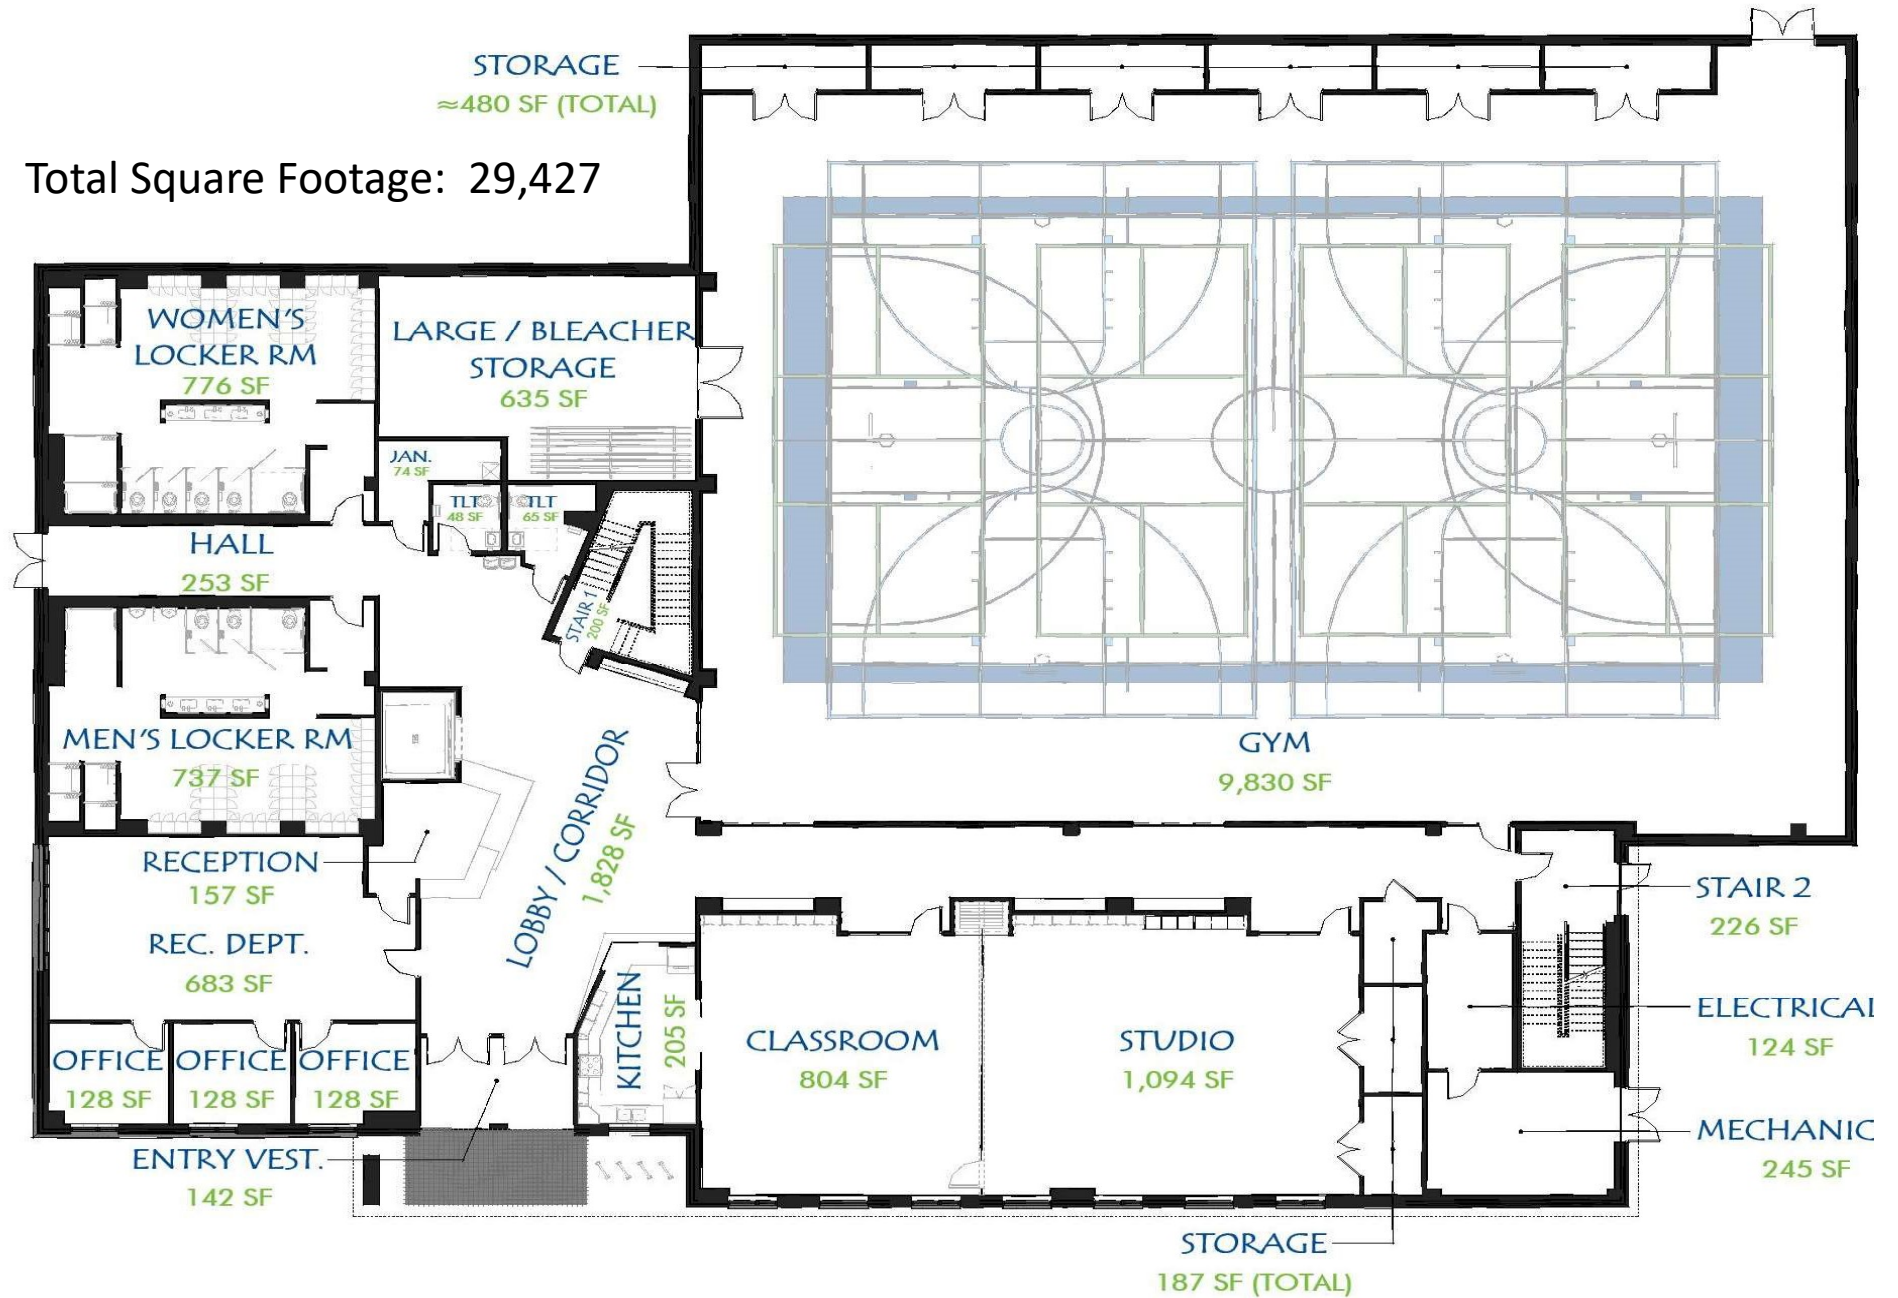 STORAGE
≈480 SF (TOTAL)
Total Square Footage: 29,427
WOMEN'S
LOCKER RM
776 SF
LARGE / BLEACHER
STORAGE
635 SF
JAN.
74 SF
TLT
48 SF
TLT
65 SF
HALL
253 SF
STAIR 1
200 SF
MEN'S LOCKER RM
737 SF
GYM
9,830 SF
LOBBY / CORRIDOR
1,828 SF
RECEPTION
157 SF
REC. DEPT.
683 SF
STAIR 2
226 SF
KITCHEN
205 SF
CLASSROOM
804 SF
STUDIO
1,094 SF
ELECTRICAL
124 SF
OFFICE
128 SF
OFFICE
128 SF
OFFICE
128 SF
MECHANIC
245 SF
ENTRY VEST.
142 SF
STORAGE
187 SF (TOTAL)